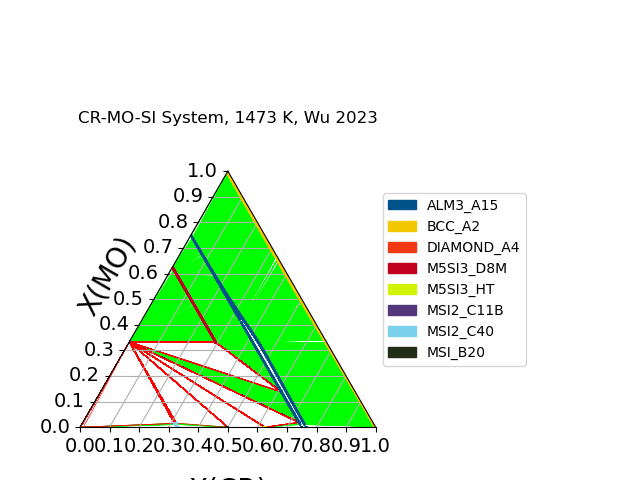 CR-MO-SI System, 1473 K, Wu 2023
1.0
0.9
0.8
0.7
0.6
0.5
0.4
0.3
0.2
0.1
0.0
X(MO)
0.00.10.20.30.40.50.60.70.80.91.0
X(CR)
ALM3_A15
BCC_A2
DIAMOND_A4
M5SI3_D8M
M5SI3_HT
MSI2_C11B
MSI2_C40
MSI_B20